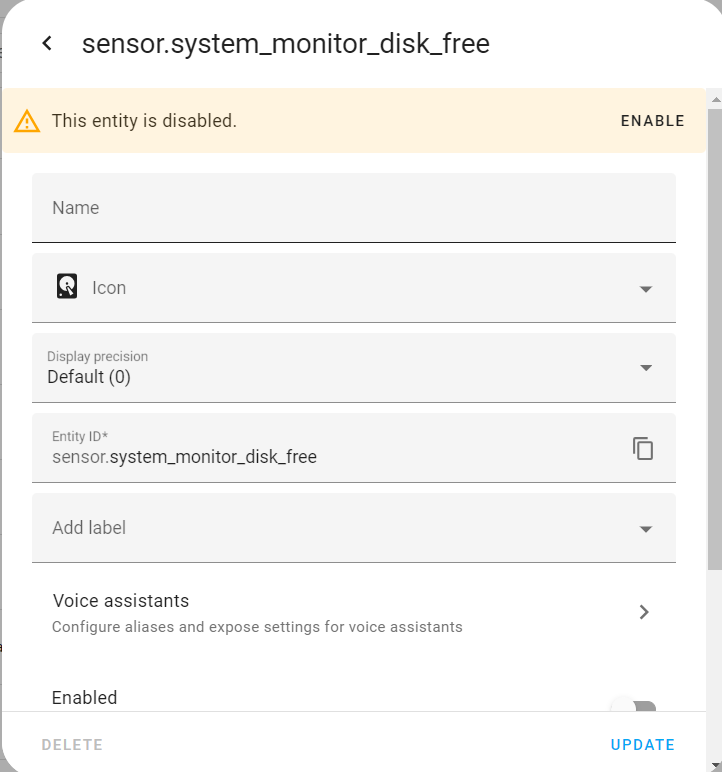 sensor.system_monitor_disk_free
This entity is disabled.
ENABLE
Name
Icon
Display precision
Default (0)
Entity ID*
sensor.system_monitor_disk_free
Add label
Voice assistants
Configure aliases and expose settings for voice assistants
Enabled
DELETE
UPDATE